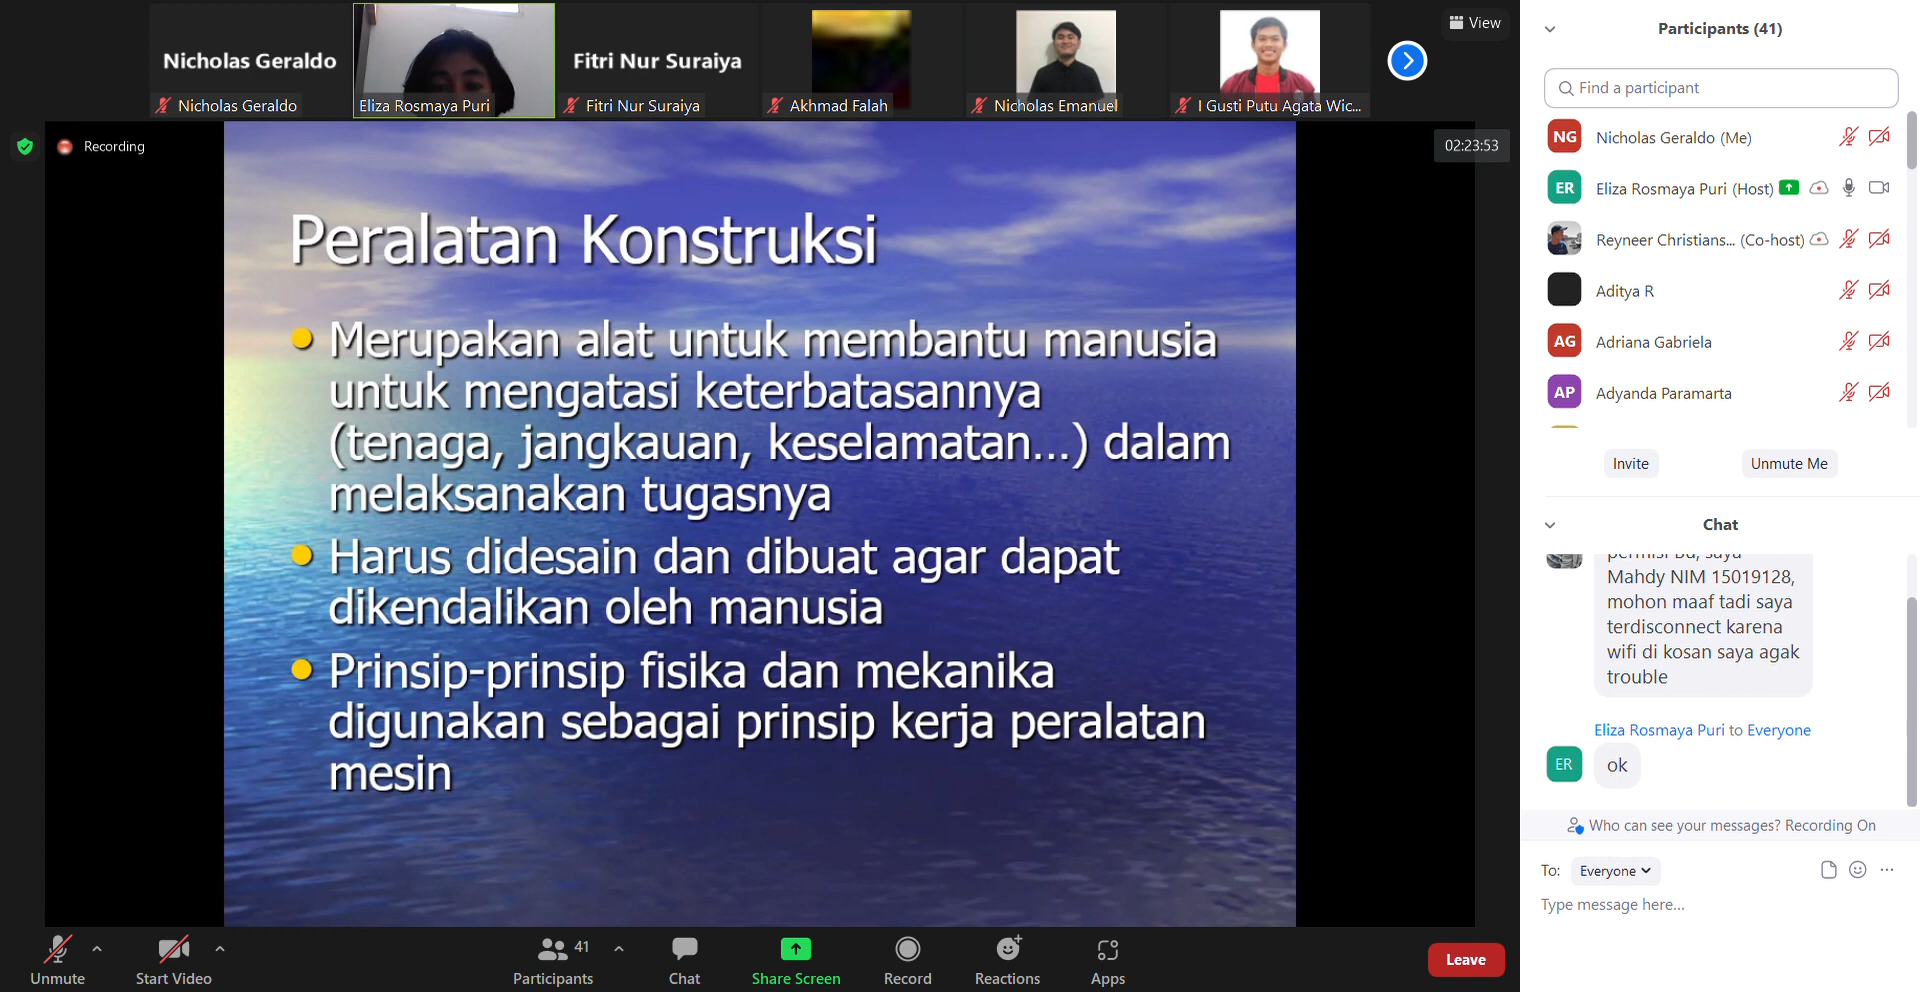 Nicholas Geraldo
Fitri Nur Suraiya
View
Nicholas Geraldo
Eliza Rosmaya Puri
Fitri Nur Suraiya
Akhmad Falah
Nicholas Emanuel
I Gusti Putu Agata Wic...
Recording
02:23:53
Peralatan Konstruksi
Merupakan alat untuk membantu manusia
untuk mengatasi keterbatasannya
(tenaga, jangkauan, keselamatan...) dalam
melaksanakan tugasnya
Harus didesain dan dibuat agar dapat
dikendalikan oleh manusia
Prinsip-prinsip fisika dan mekanika
digunakan sebagai prinsip kerja peralatan
mesin
Unmute
Start Video
41
Participants
Chat
Share Screen
Record
Reactions
Apps
Leave
Participants (41)
Find a participant
NG
Nicholas Geraldo (Me)
ER
Eliza Rosmaya Puri (Host)
Reyneer Christians... (Co-host)
Aditya R
AG
Adriana Gabriela
AP
Adyanda Paramarta
Invite
Unmute Me
Chat
permisi Bu, saya
Mahdy NIM 15019128,
mohon maaf tadi saya
terdisconnect karena
wifi di kosan saya agak
trouble
Eliza Rosmaya Puri to Everyone
ER
ok
Who can see your messages? Recording On
To:
Everyone
Type message here...